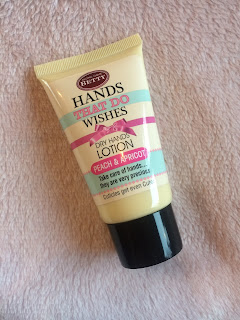 BETTY
HANDS
THAT DO
WISHES
DRY HANDS
LOTION
PEACH & APRICOT
Take care of hands...
they are very precious
Cuticles get even Cuter